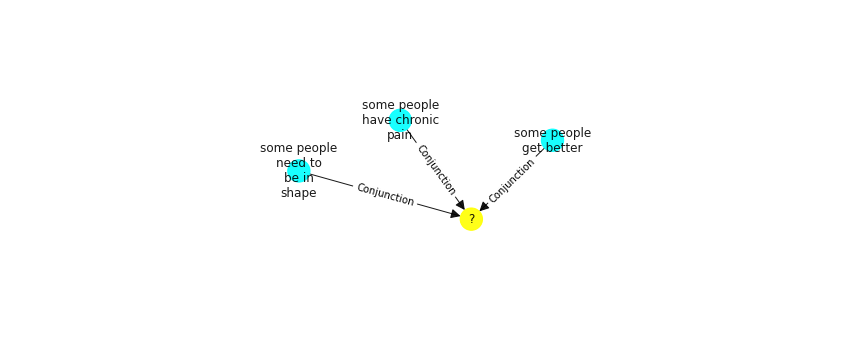 some people
have chronic
pain
some people
get better
some people
need to
be in
shape
Conjunction
Conjunction
Conjunction
?